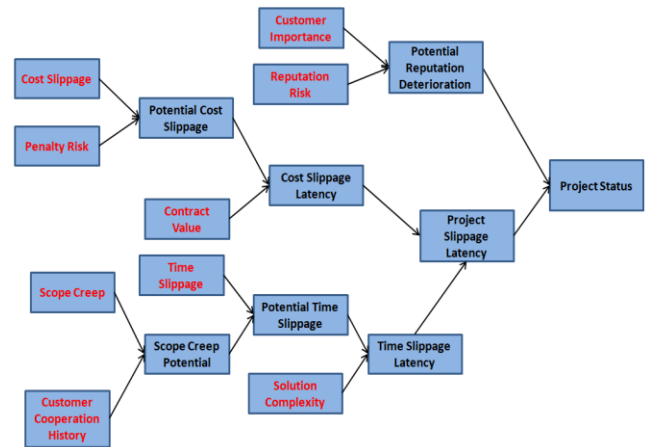 Customer
Importance
Potential
Reputation
Deterioration
Cost Slippage
Reputation
Risk
Potential Cost
Slippage
Penalty Risk
Cost Slippage
Latency
Project Status
Contract
Value
Project
Slippage
Latency
Time
Slippage
Scope Creep
Potential Time
Slippage
Scope Creep
Potential
Time Slippage
Latency
Solution
Complexity
Customer
Cooperation
History